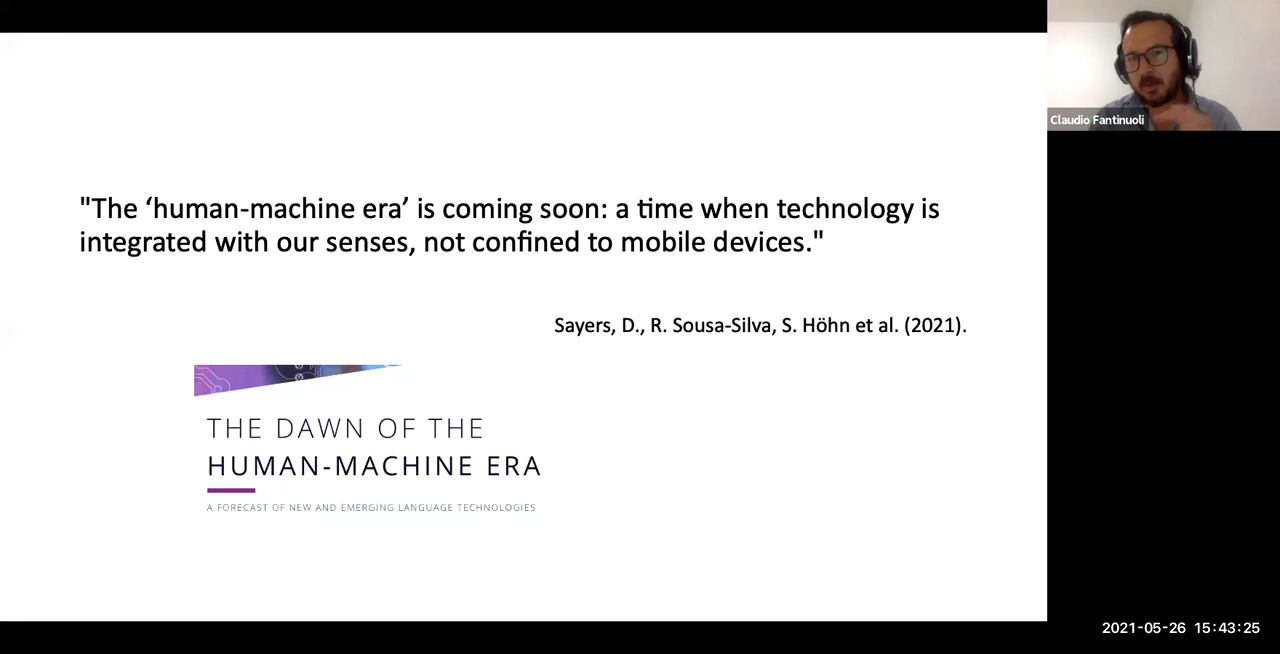 "The ‘human-machine era’ is coming soon: a time when technology is
integrated with our senses, not confined to mobile devices."
Sayers, D., R. Sousa-Silva, S. Höhn et al. (2021).
THE DAWN OF THE
HUMAN-MACHINE ERA
A FORECAST OF NEW AND EMERGING LANGUAGE TECHNOLOGIES
Claudio Fantinuoli
2021-05-26 15:43:25